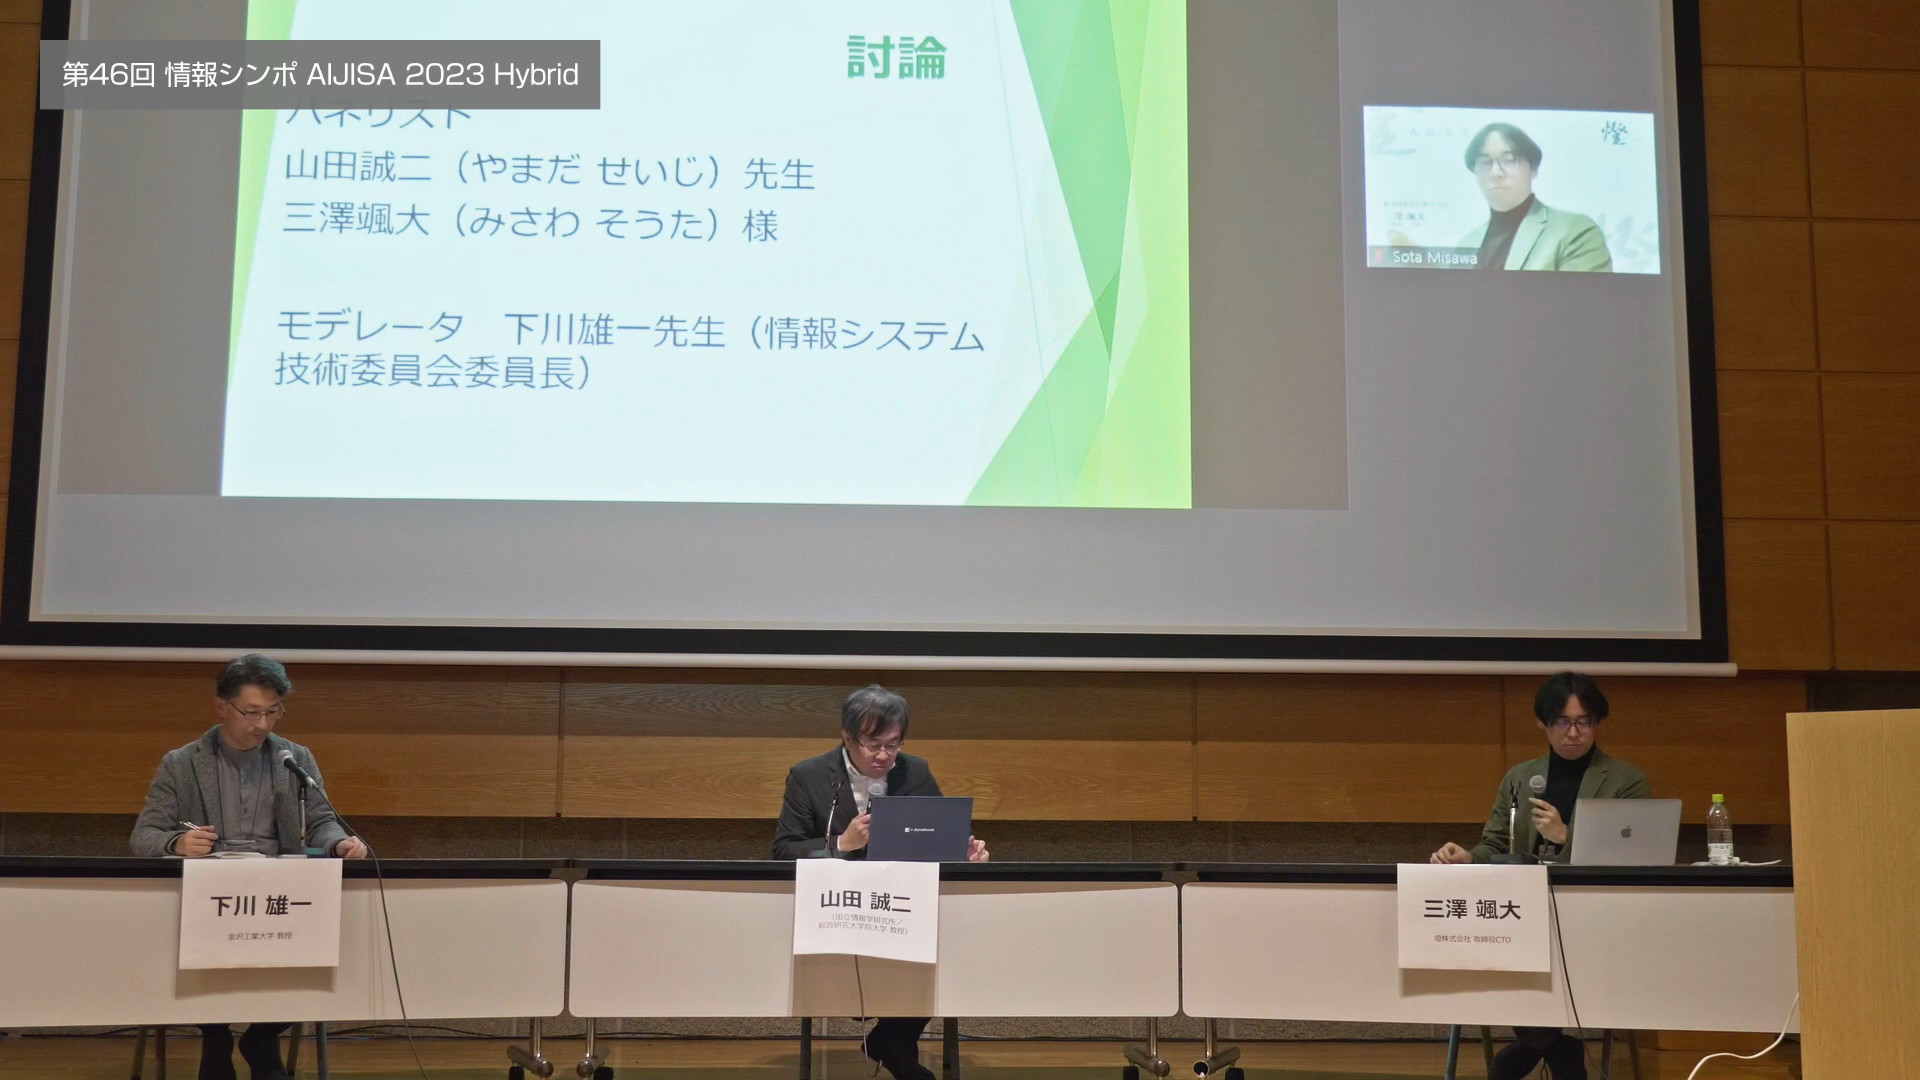 第46回 情報シンポ AIJISA 2023 Hybrid
討論
パネリスト
山田誠二（やまだ せいじ）先生
三澤颯大（みさわ そうた）様
モデレータ　下川雄一先生（情報システム
技術委員会委員長）
燈
Sota Misawa
下川 雄一
金沢工業大学 教授
山田 誠二
（国立情報学研究所／
総合研究大学院大学 教授）
三澤 颯大
燈株式会社 取締役CTO